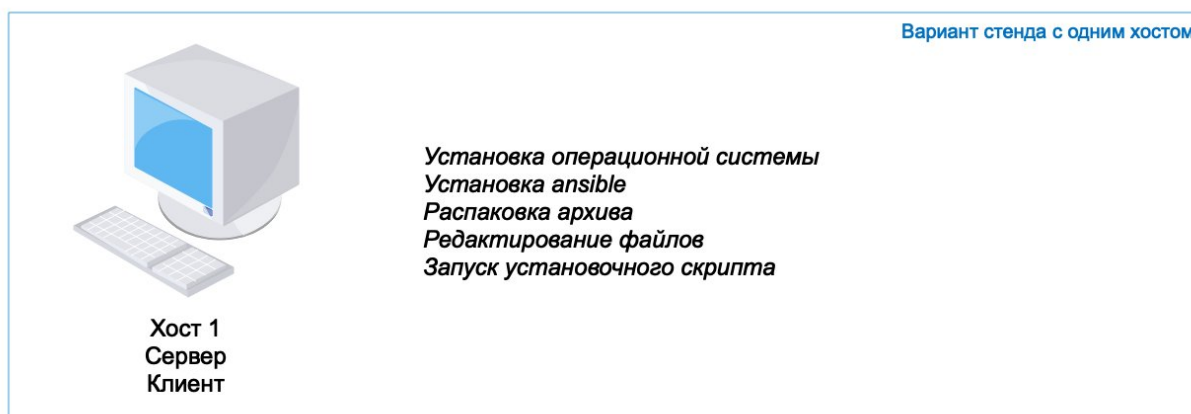 Вариант стенда с одним хостом
Установка операционной системы
Установка ansible
Распаковка архива
Редактирование файлов
Запуск установочного скрипта
Хост 1
Сервер
Клиент